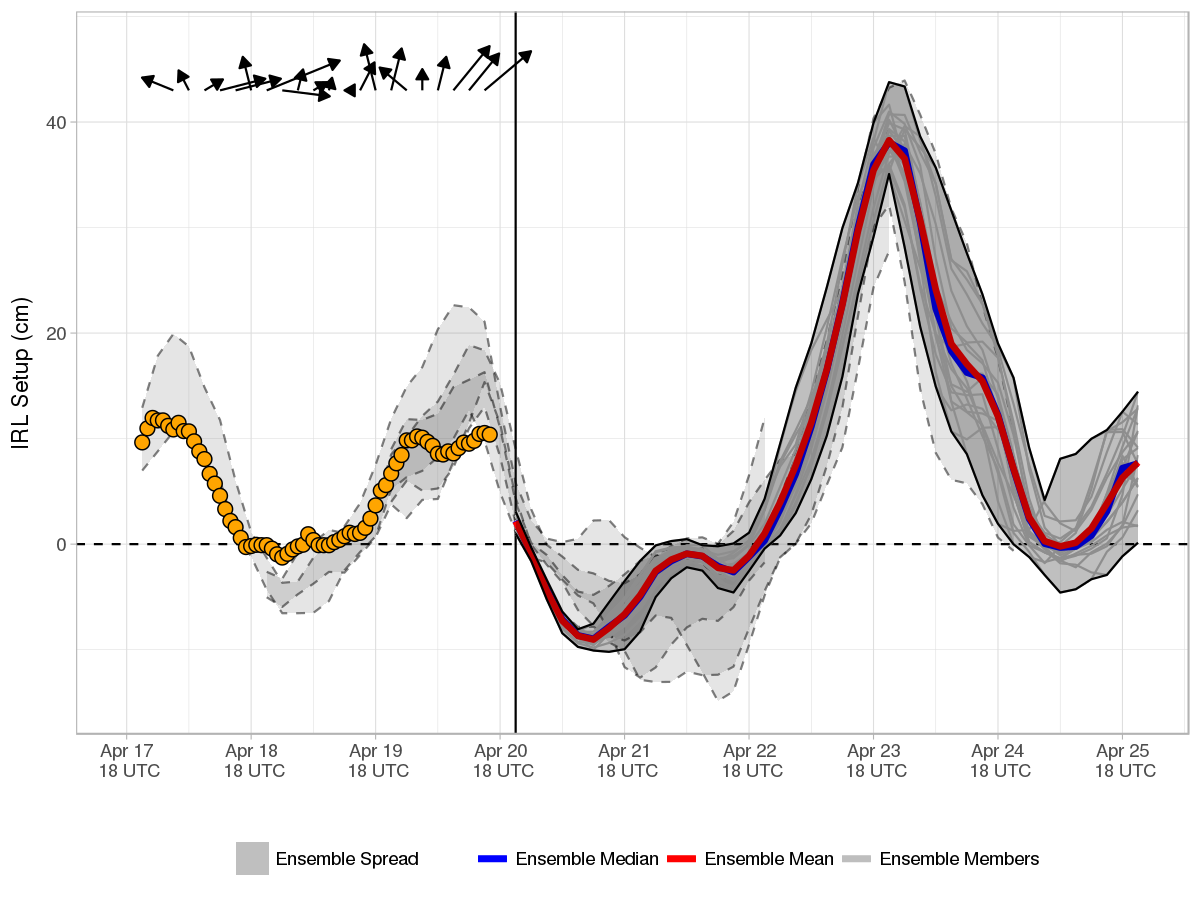 IRL Setup (cm)
40
20
0
Apr 17 Apr 18 Apr 19 Apr 20 Apr 21 Apr 22 Apr 23 Apr 24 Apr 25
18 UTC 18 UTC 18 UTC 18 UTC 18 UTC 18 UTC 18 UTC 18 UTC 18 UTC
Ensemble Spread Ensemble Median Ensemble Mean Ensemble Members